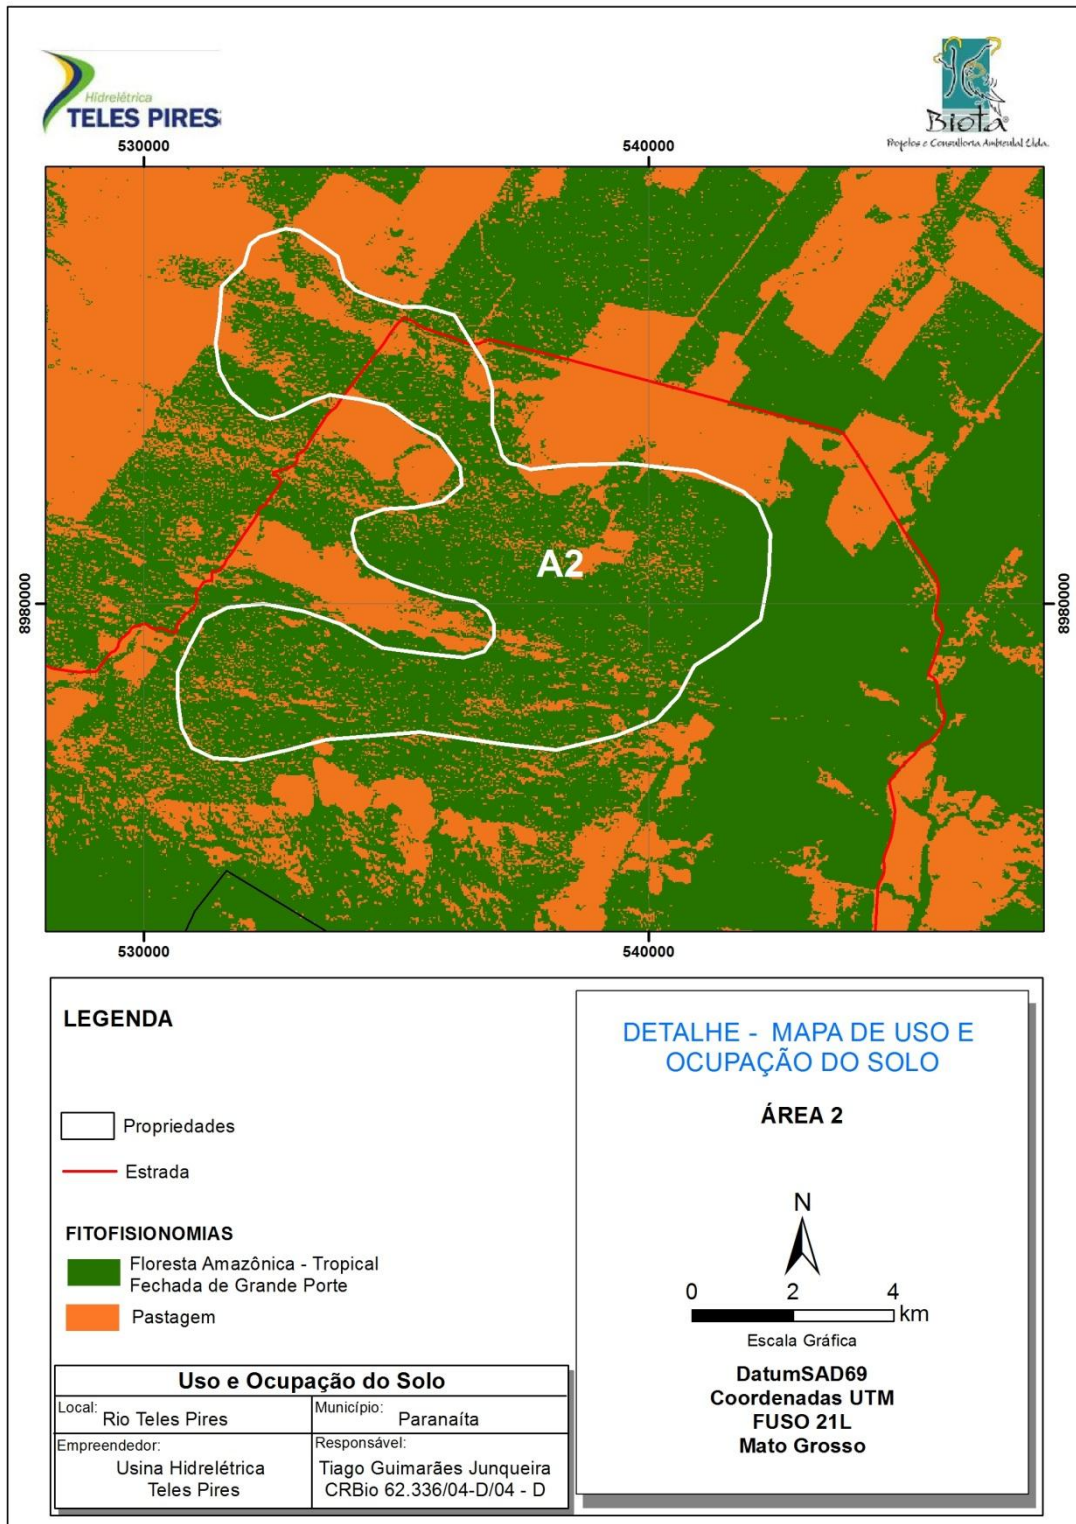 Hidrelétrica
TELES PIRES
Biota
Projetos e Consultoria Ambiental Ltda.
530000
540000
8980000
8980000
A2
530000
540000
LEGENDA
Propriedades
Estrada
FITOFISIONOMIAS
Floresta Amazônica - Tropical
Fechada de Grande Porte
Pastagem
Uso e Ocupação do Solo
Local: Rio Teles Pires
Município: Paranaíta
Empreendedor:
Usina Hidrelétrica
Teles Pires
Responsável:
Tiago Guimarães Junqueira
CRBio 62.336/04-D/04 - D
DETALHE - MAPA DE USO E
OCUPAÇÃO DO SOLO
ÁREA 2
N
0 2 4
km
Escala Gráfica
DatumSAD69
Coordenadas UTM
FUSO 21L
Mato Grosso